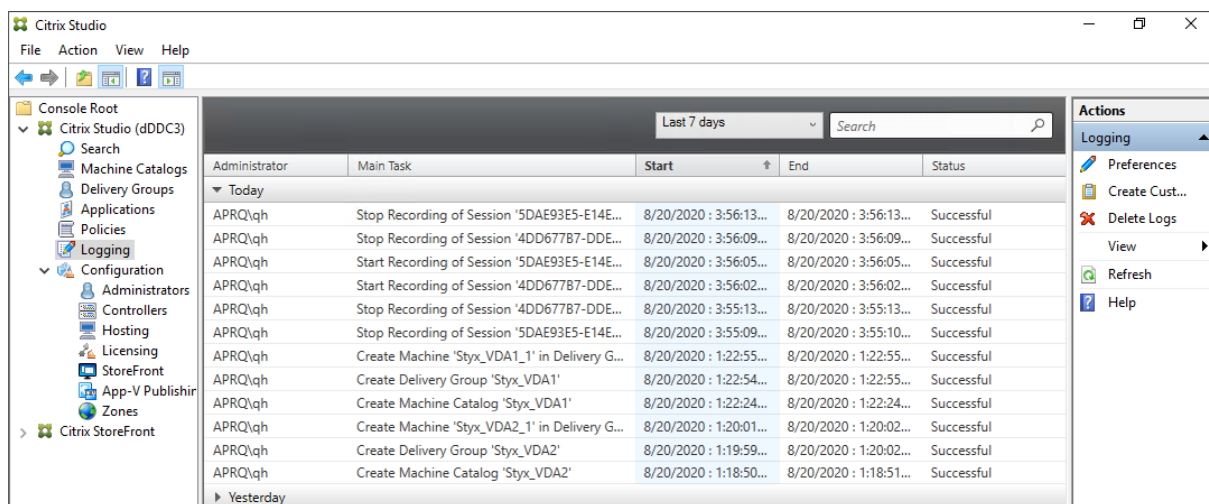 Citrix Studio
File Action View Help
Console Root
Citrix Studio (dDDC3)
Search
Machine Catalogs
Delivery Groups
Applications
Policies
Logging
Configuration
Administrators
Controllers
Hosting
Licensing
StoreFront
App-V Publishin
Zones
Citrix StoreFront
Last 7 days Search
Administrator Main Task Start End Status
Today
APRQ\qh Stop Recording of Session '5DAE93E5-E14E... 8/20/2020 : 3:56:13... 8/20/2020 : 3:56:13... Successful
APRQ\qh Stop Recording of Session '4DD677B7-DDE... 8/20/2020 : 3:56:09... 8/20/2020 : 3:56:09... Successful
APRQ\qh Start Recording of Session '5DAE93E5-E14E... 8/20/2020 : 3:56:05... 8/20/2020 : 3:56:05... Successful
APRQ\qh Start Recording of Session '4DD677B7-DDE... 8/20/2020 : 3:56:02... 8/20/2020 : 3:56:02... Successful
APRQ\qh Stop Recording of Session '4DD677B7-DDE... 8/20/2020 : 3:55:13... 8/20/2020 : 3:55:13... Successful
APRQ\qh Stop Recording of Session '5DAE93E5-E14E... 8/20/2020 : 3:55:09... 8/20/2020 : 3:55:10... Successful
APRQ\qh Create Machine 'Styx_VDA1_1' in Delivery G... 8/20/2020 : 1:22:55... 8/20/2020 : 1:22:55... Successful
APRQ\qh Create Delivery Group 'Styx_VDA1' 8/20/2020 : 1:22:54... 8/20/2020 : 1:22:55... Successful
APRQ\qh Create Machine Catalog 'Styx_VDA1' 8/20/2020 : 1:22:24... 8/20/2020 : 1:22:24... Successful
APRQ\qh Create Machine 'Styx_VDA2_1' in Delivery G... 8/20/2020 : 1:20:01... 8/20/2020 : 1:20:02... Successful
APRQ\qh Create Delivery Group 'Styx_VDA2' 8/20/2020 : 1:19:59... 8/20/2020 : 1:20:02... Successful
APRQ\qh Create Machine Catalog 'Styx_VDA2' 8/20/2020 : 1:18:50... 8/20/2020 : 1:18:51... Successful
Yesterday
Actions
Logging
Preferences
Create Cust...
Delete Logs
View
Refresh
Help